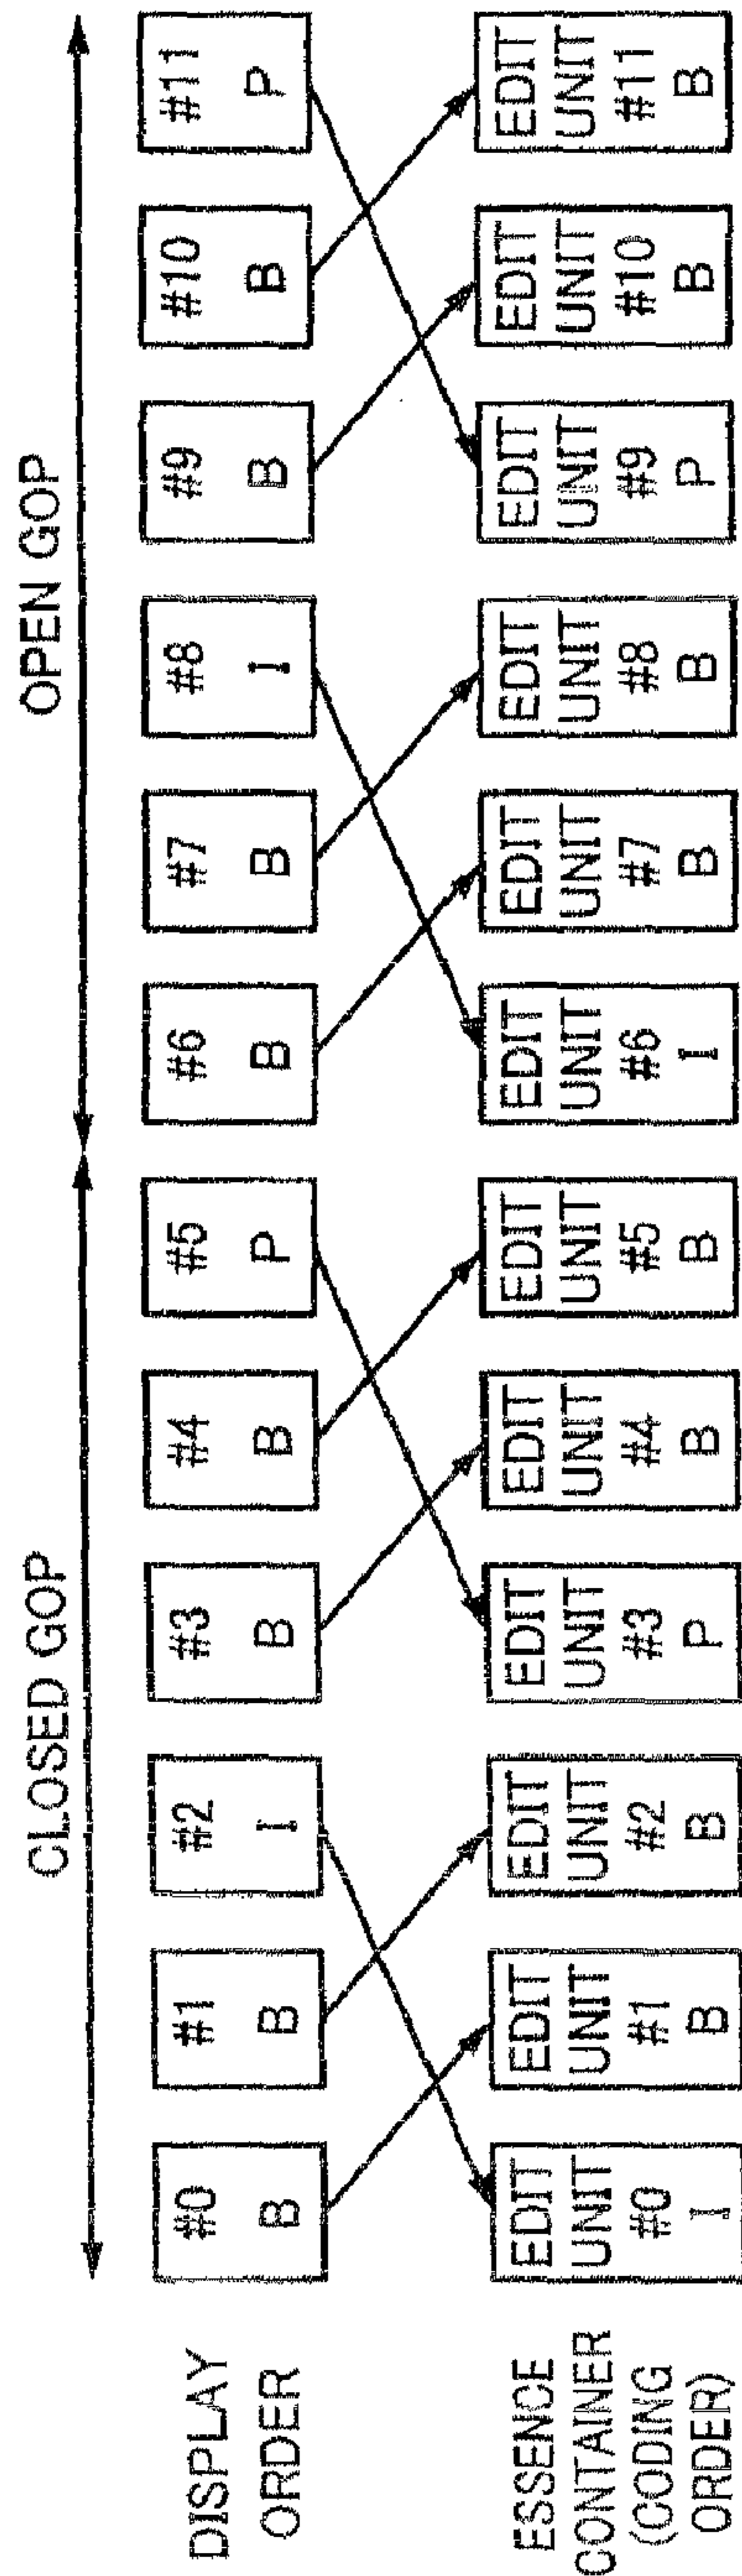 CLOSED GOP
OPEN GOP
DISPLAY
ORDER
#0
B
#1
B
#2
I
#3
B
#4
B
#5
P
#6
B
#7
B
#8
I
#9
B
#10
B
#11
P
ESSENCE
CONTAINER
(CODING
ORDER)
EDIT
UNIT
#0
I
EDIT
UNIT
#1
B
EDIT
UNIT
#2
B
EDIT
UNIT
#3
P
EDIT
UNIT
#4
B
EDIT
UNIT
#5
B
EDIT
UNIT
#6
I
EDIT
UNIT
#7
B
EDIT
UNIT
#8
B
EDIT
UNIT
#9
P
EDIT
UNIT
#10
B
EDIT
UNIT
#11
B